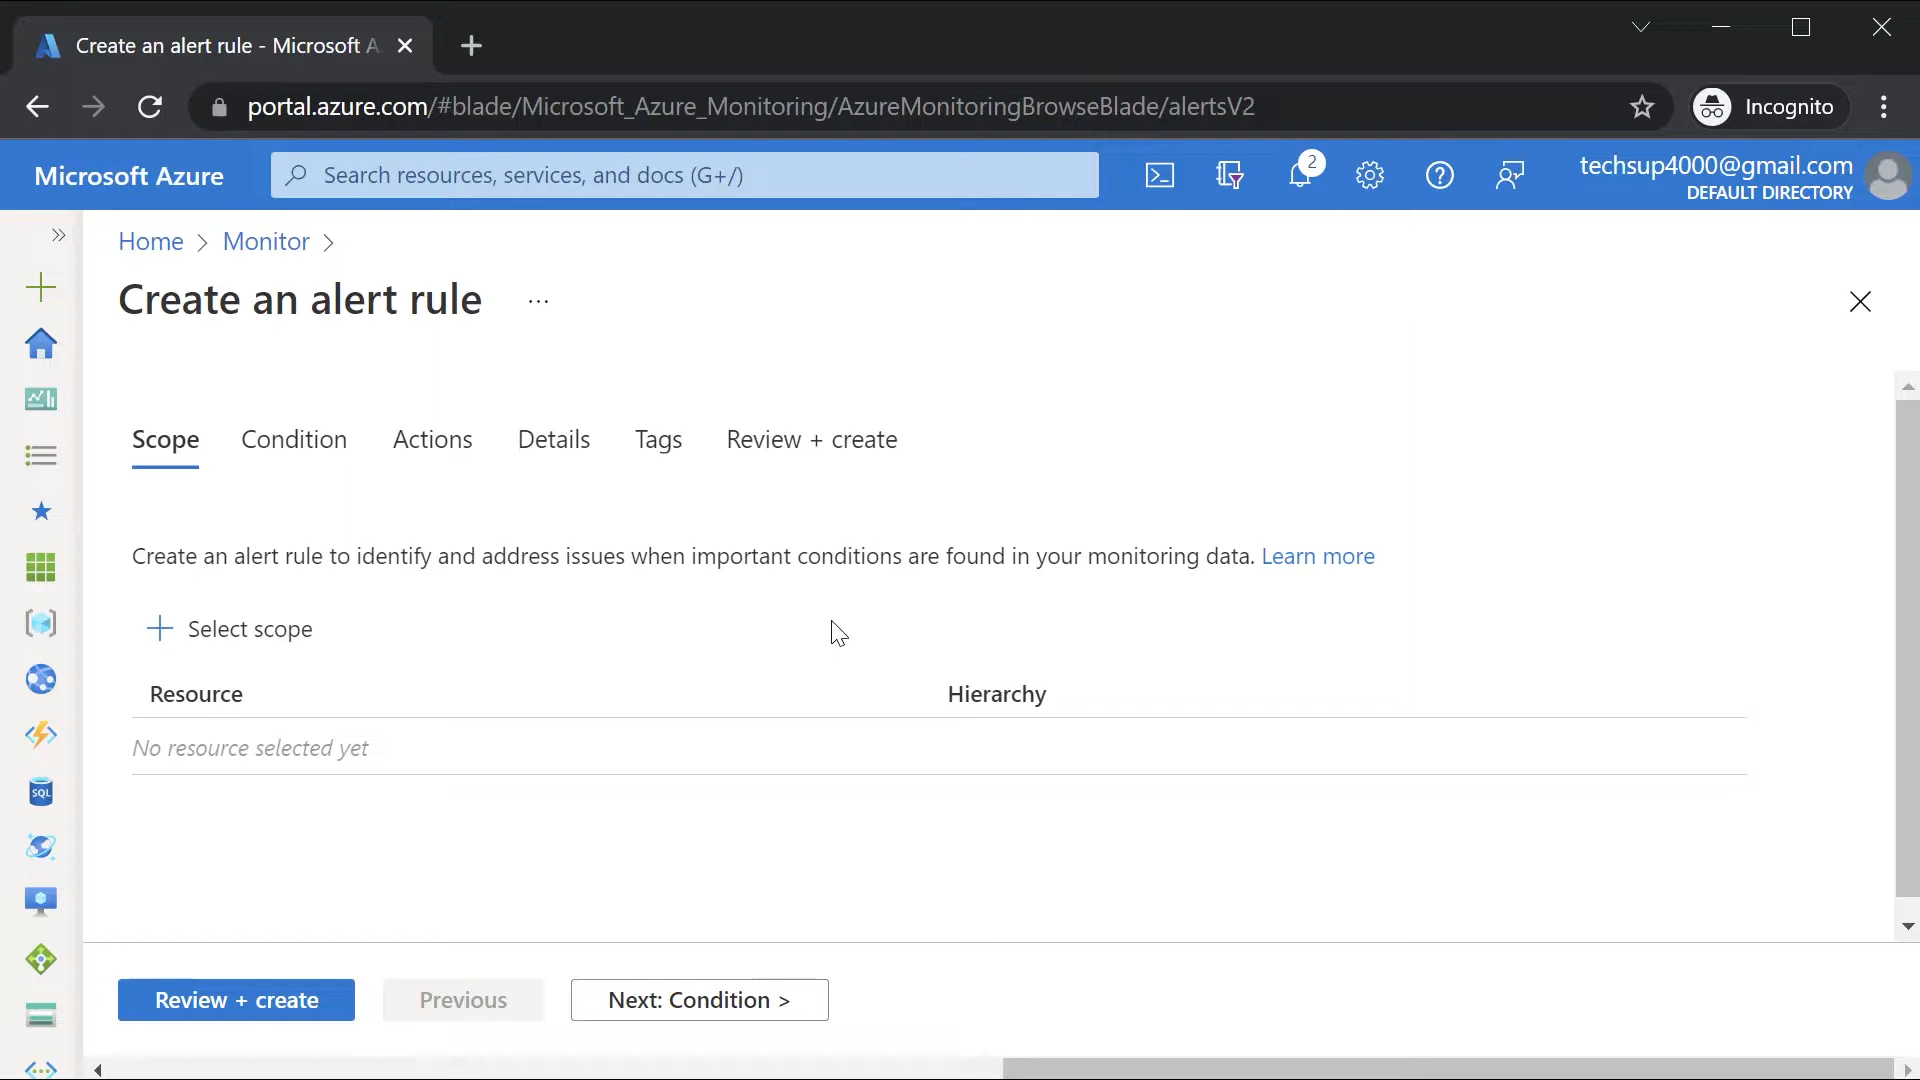 Create an alert rule - Microsoft A
portal.azure.com/#blade/Microsoft_Azure_Monitoring/AzureMonitoringBrowseBlade/alertsV2
Incognito
Microsoft Azure
Search resources, services, and docs (G+/)
2
techsup4000@gmail.com
DEFAULT DIRECTORY
Home > Monitor >
Create an alert rule ...
Scope Condition Actions Details Tags Review + create
Create an alert rule to identify and address issues when important conditions are found in your monitoring data. Learn more
Select scope
Resource Hierarchy
No resource selected yet
SQL
Review + create Previous Next: Condition >